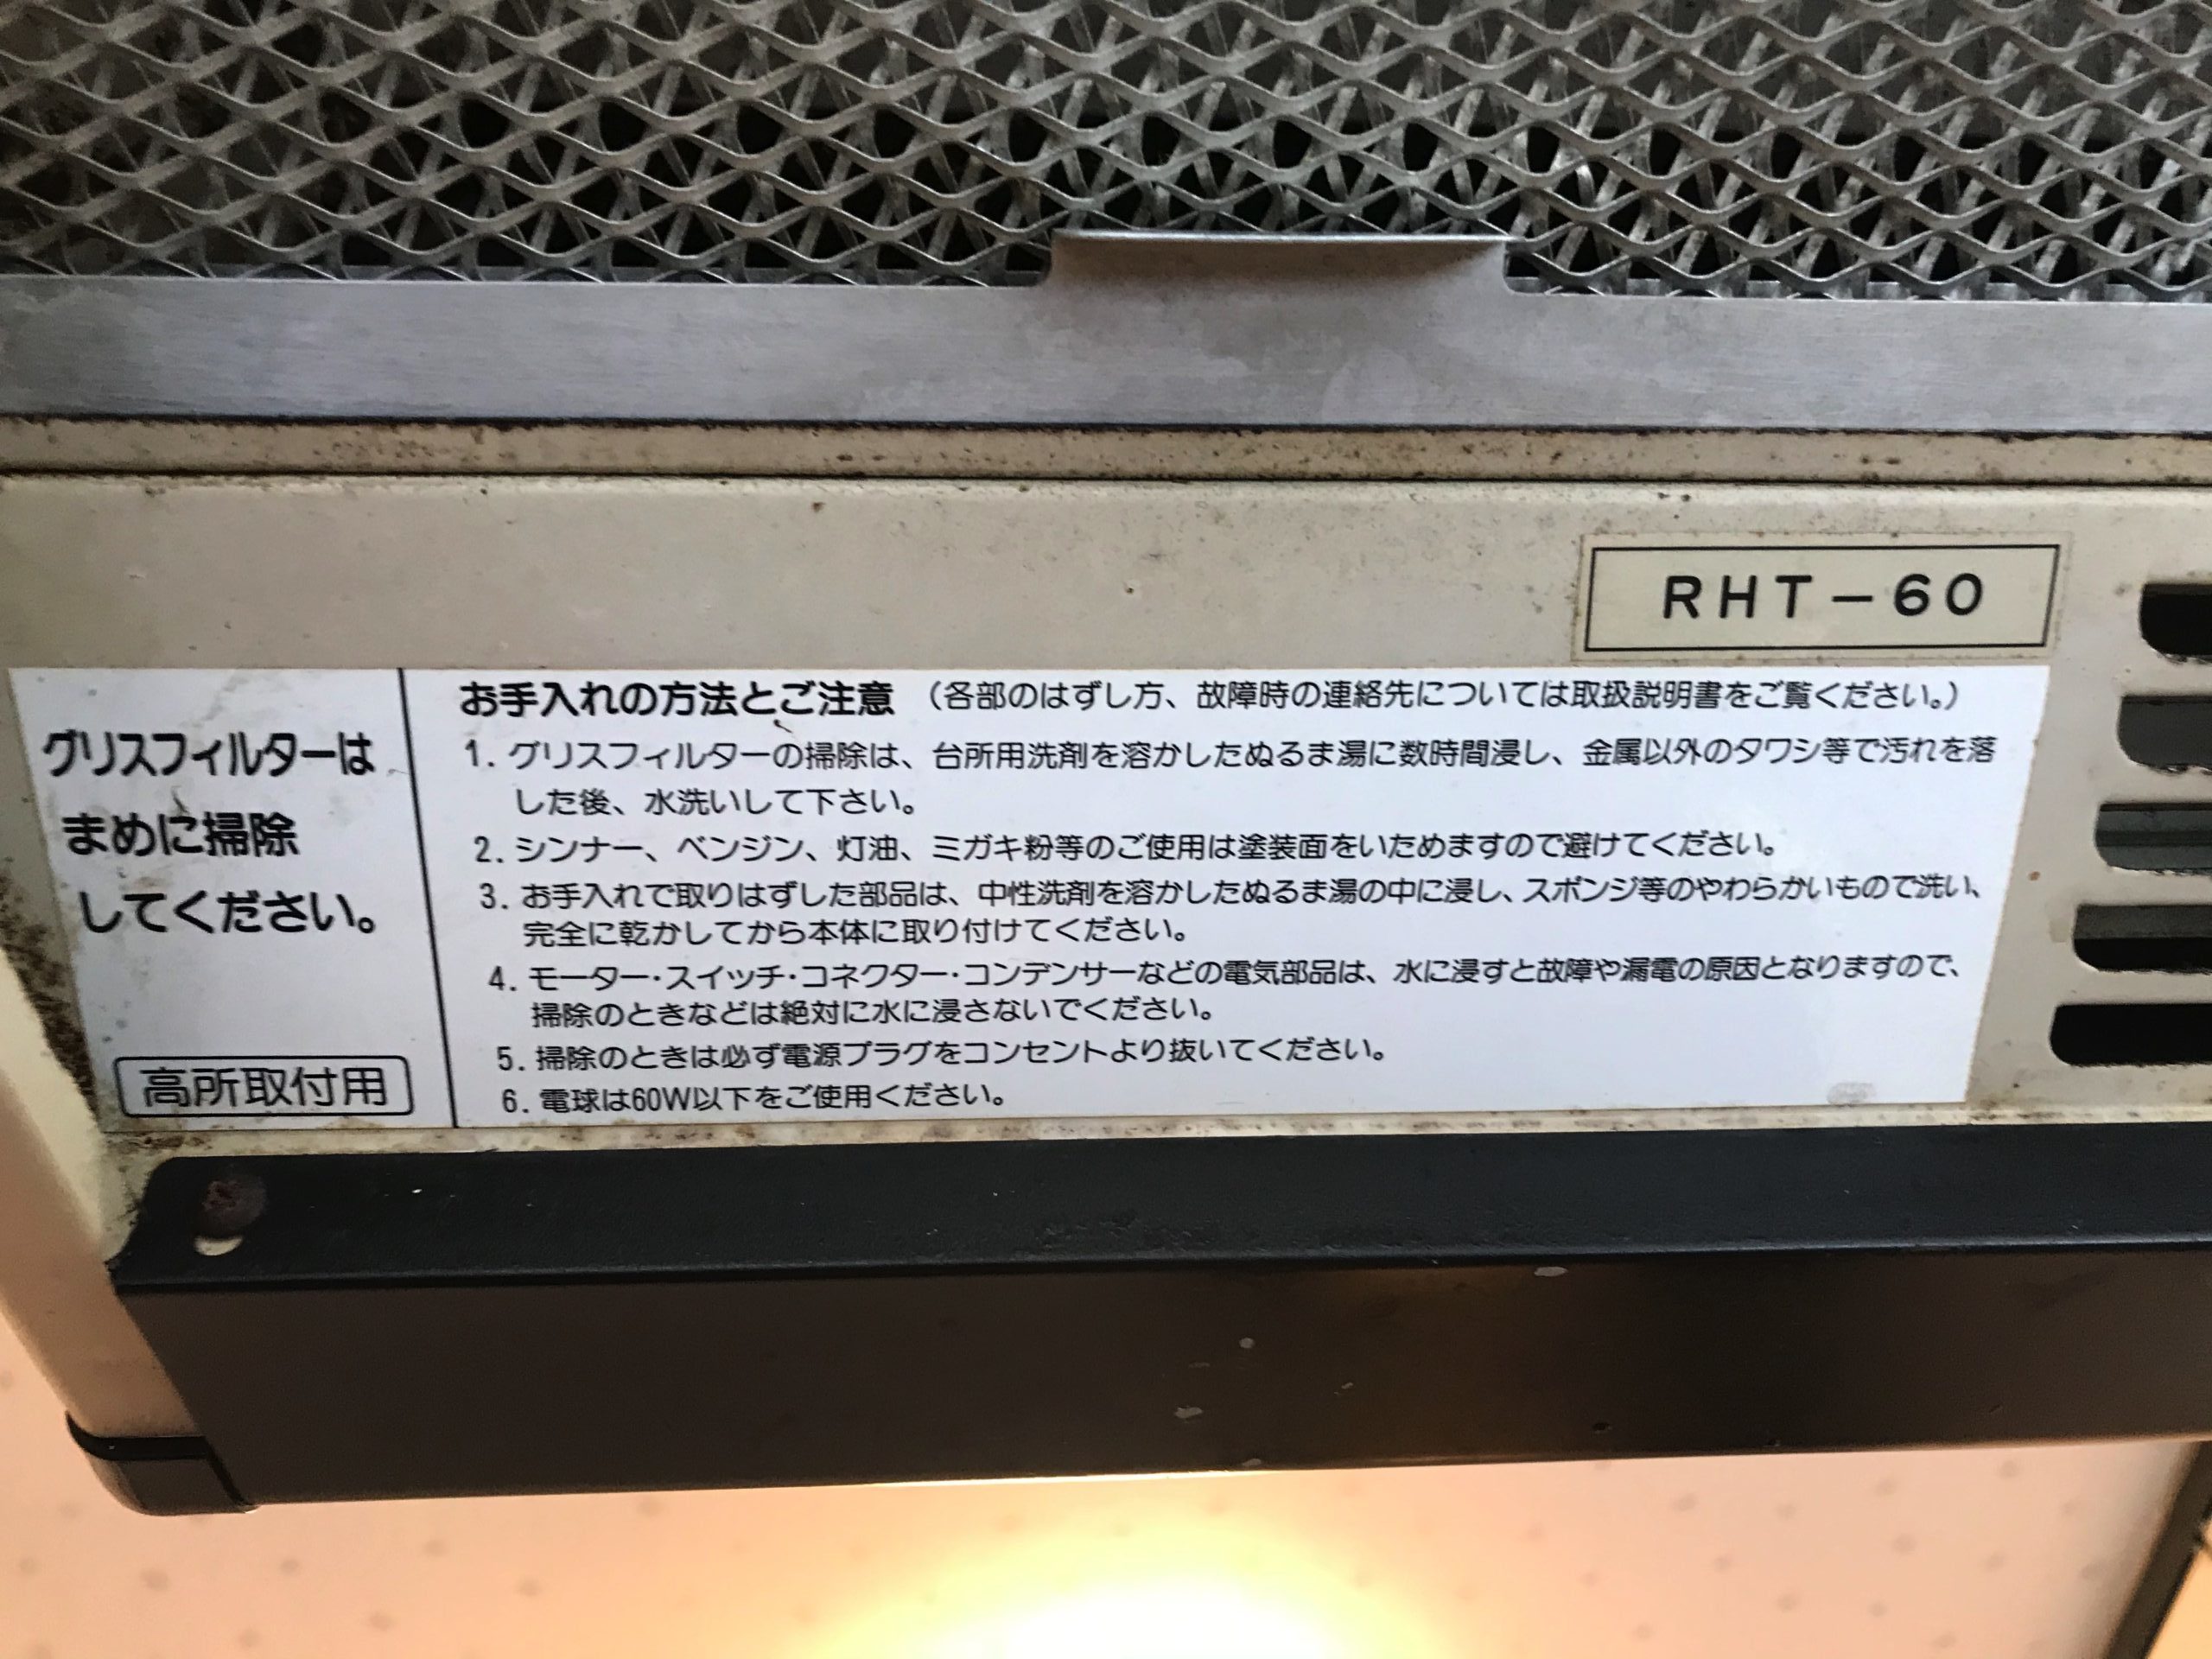 RHT-60
グリスフィルターは
まめに掃除
してください。
高所取付用
お手入れの方法とご注意 (各部のはずし方、故障時の連絡先については取扱説明書をご覧ください。)
1. グリスフィルターの掃除は、台所用洗剤を溶かしたぬるま湯に数時間浸し、金属以外のタワシ等で汚れを落
した後、水洗いして下さい。
2. シンナー、ベンジン、灯油、ミガキ粉等のご使用は塗装面をいためますので避けてください。
3. お手入れで取りはずした部品は、中性洗剤を溶かしたぬるま湯の中に浸し、スポンジ等のやわらかいもので洗い、
完全に乾かしてから本体に取り付けてください。
4. モーター・スイッチ・コネクター・コンデンサーなどの電気部品は、水に浸すと故障や漏電の原因となりますので、
掃除のときなどは絶対に水に浸さないでください。
5. 掃除のときは必ず電源プラグをコンセントより抜いてください。
6. 電球は60W以下をご使用ください。